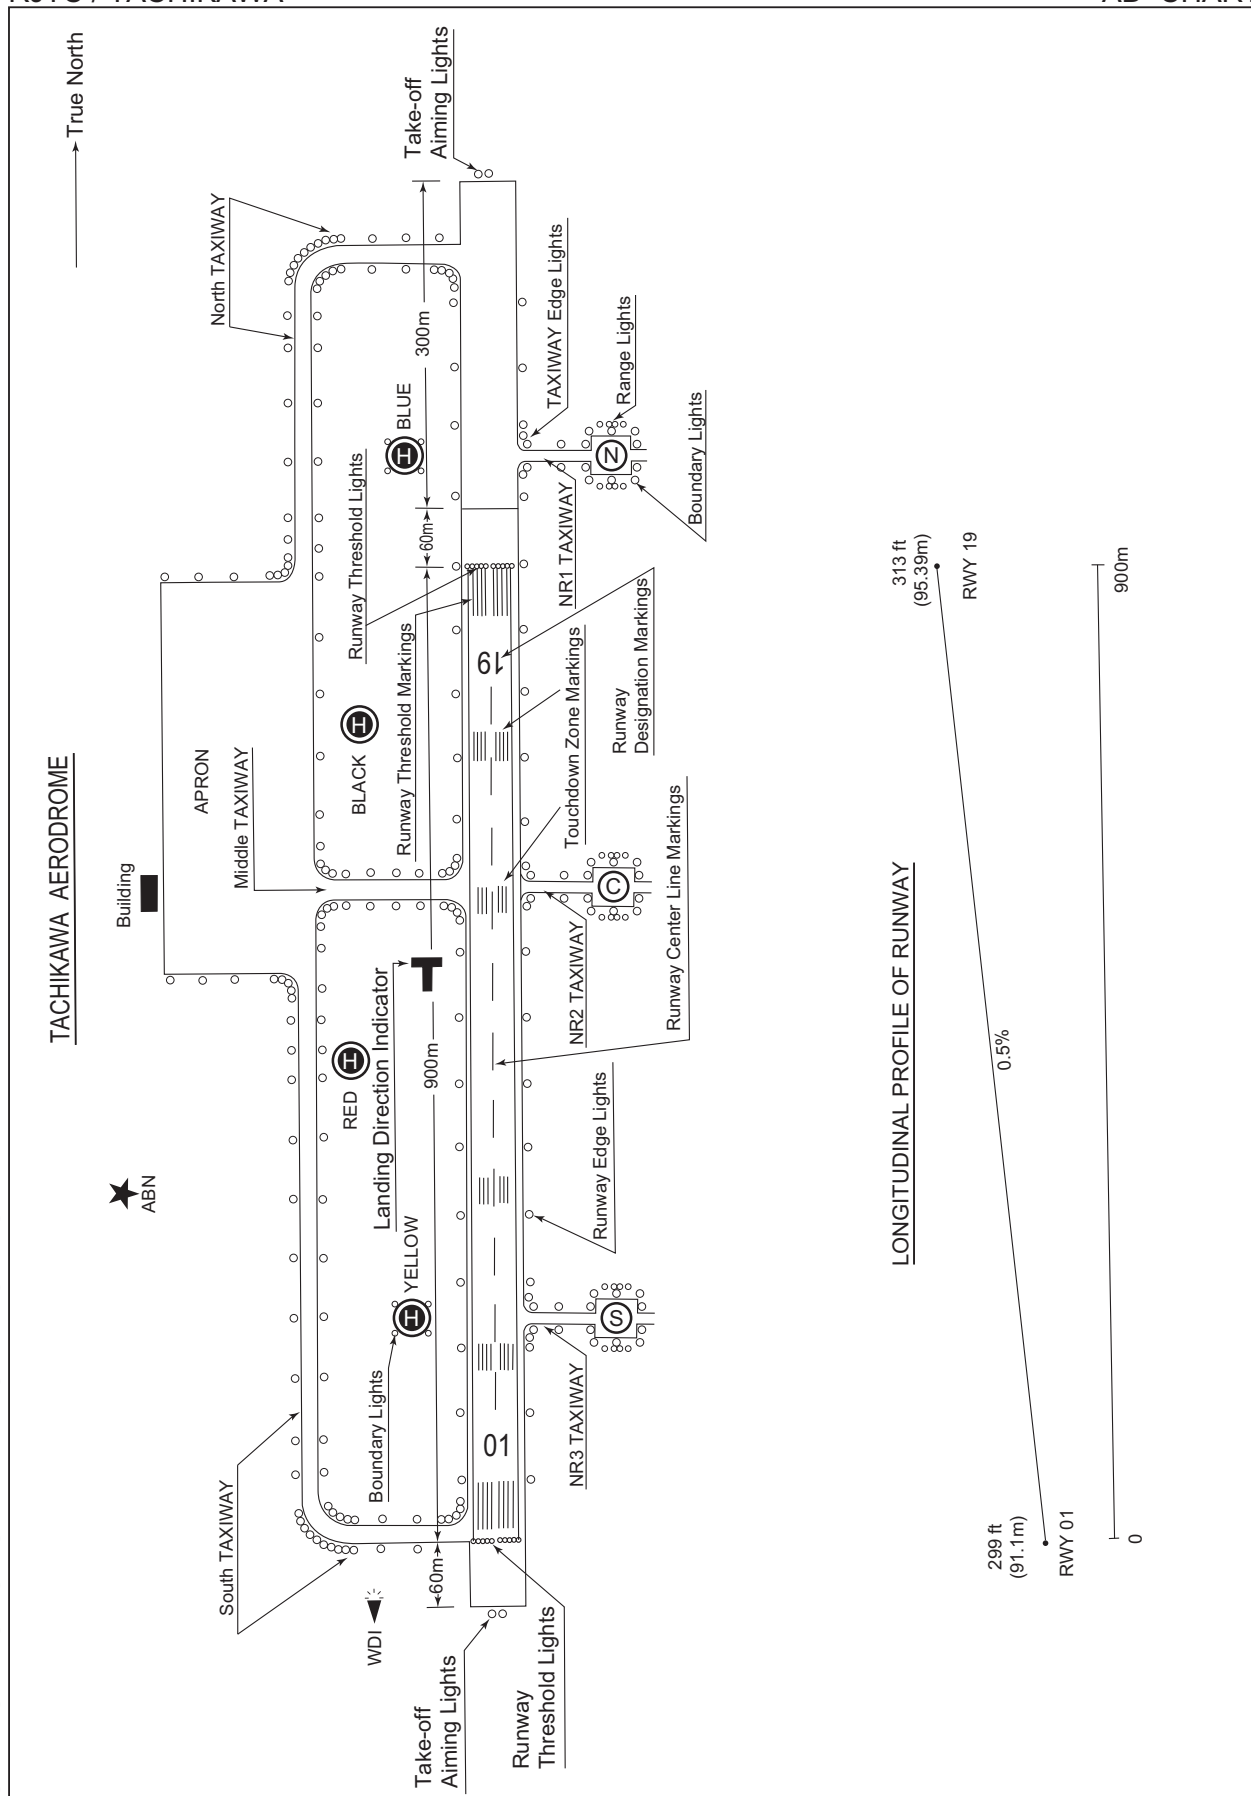 RJTC / TACHIKAWA
AD CHART
TACHIKAWA AERODROME
True North
Building
ABN
APRON
North TAXIWAY
South TAXIWAY
Middle TAXIWAY
WDI
RED
H
BLACK
H
YELLOW
H
BLUE
H
Boundary Lights
Landing Direction Indicator
Runway Threshold Markings
Runway Threshold Lights
Take-off
Aiming Lights
60m
900m
60m
300m
Take-off
Aiming Lights
01
19
Runway
Threshold Lights
NR3 TAXIWAY
Runway Edge Lights
NR2 TAXIWAY
Touchdown Zone Markings
NR1 TAXIWAY
TAXIWAY Edge Lights
S
C
N
Range Lights
Runway Center Line Markings
Runway
Designation Markings
Boundary Lights
LONGITUDINAL PROFILE OF RUNWAY
299 ft
(91.1m)
RWY 01
0.5%
313 ft
(95.39m)
RWY 19
0
900m